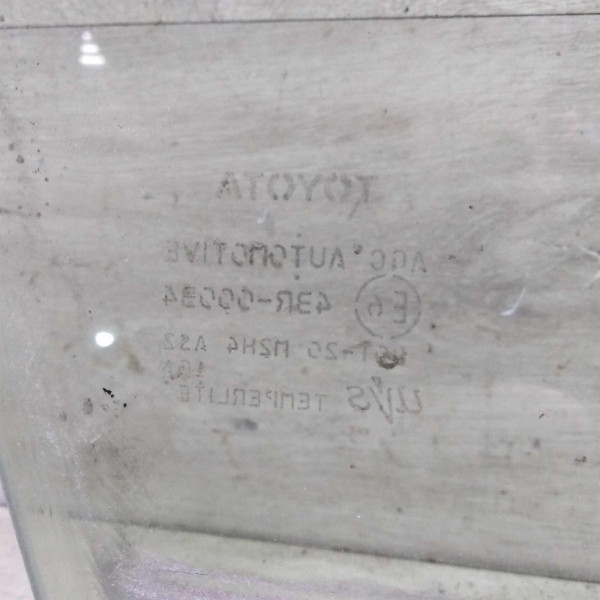 TOYOTA
AGC AUTOMOTIVE
E6 43R-00034
M2H4 AS2
TEMPERLITE